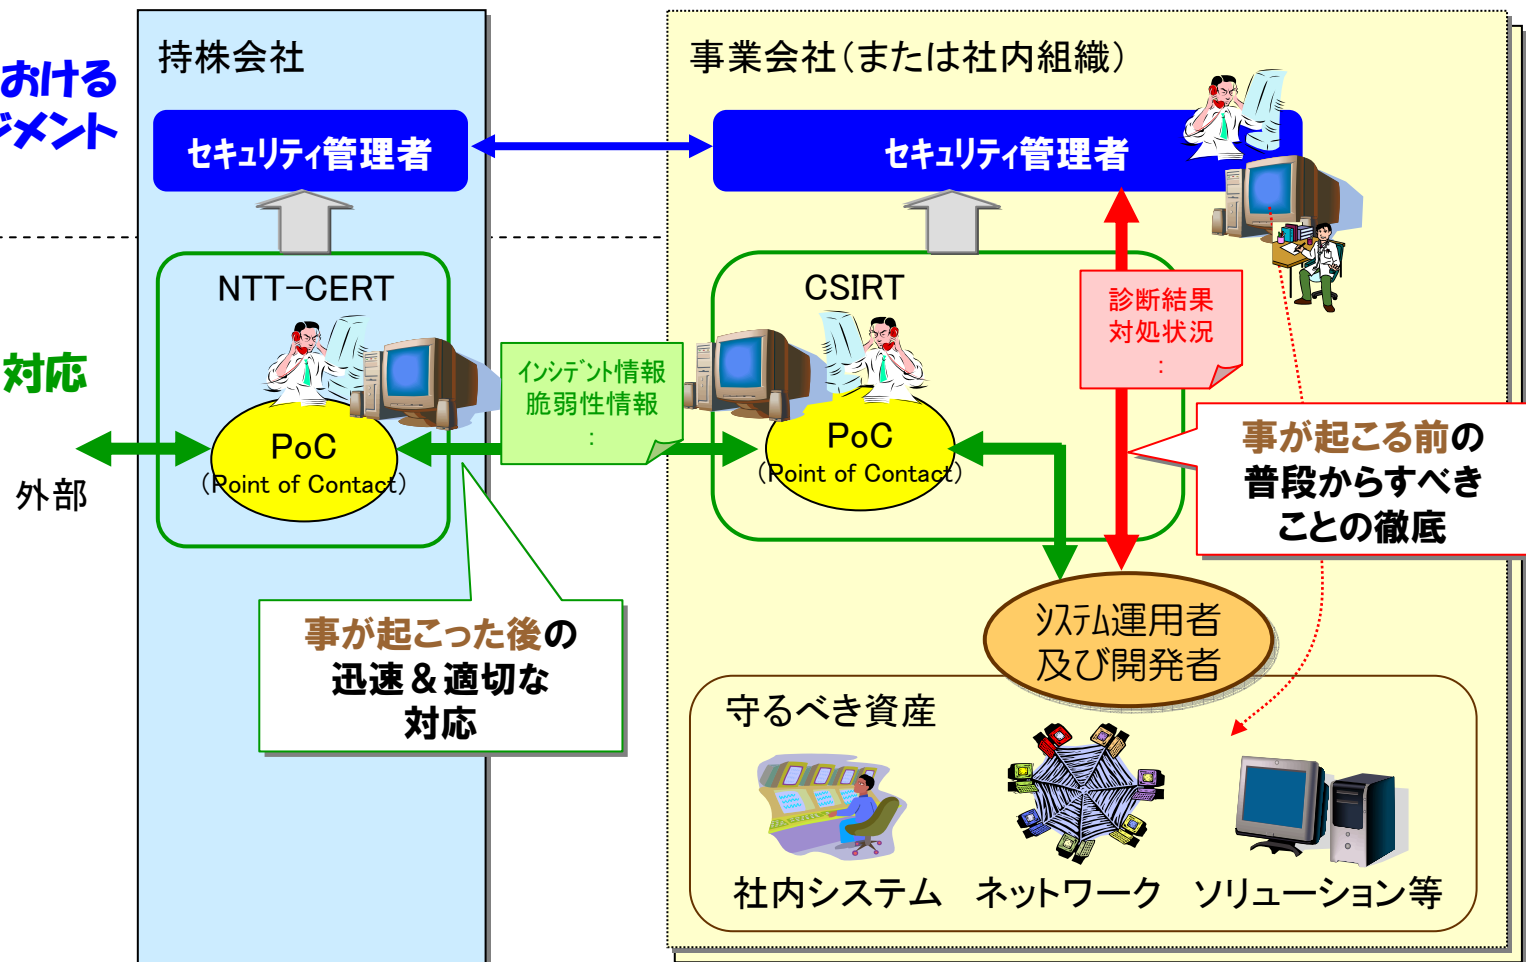 おける
ジメント
持株会社
事業会社(または社内組織)
セキュリティ管理者
セキュリティ管理者
NTT-CERT
CSIRT
診断結果
対処状況
:
対応
インシデント情報
脆弱性情報
:
PoC
(Point of Contact)
PoC
(Point of Contact)
外部
事が起こる前の
普段からすべき
ことの徹底
事が起こった後の
迅速&適切な
対応
システム運用者
及び開発者
守るべき資産
社内システム
ネットワーク
ソリューション等